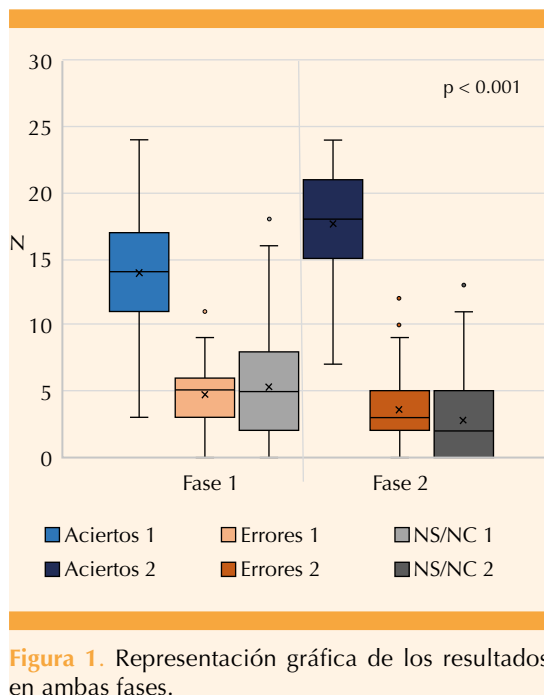 30
p < 0.001
25
20
N
15
10
5
0
Fase 1 Fase 2
Aciertos 1 Errores 1 NS/NC 1
Aciertos 2 Errores 2 NS/NC 2
Figura 1. Representación gráfica de los resultados
en ambas fases.